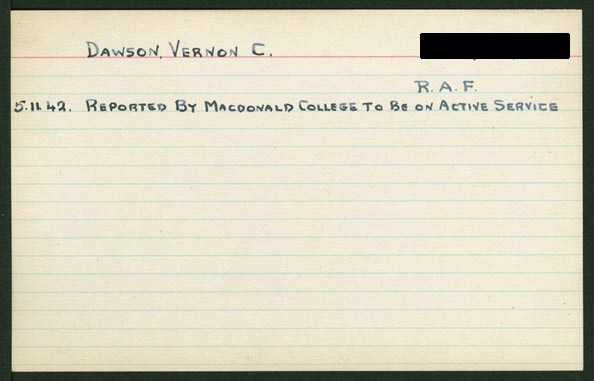 DAWSON, VERNON C.
R.A.F.
5.11.42. REPORTED BY MACDONALD COLLEGE TO BE ON ACTIVE SERVICE